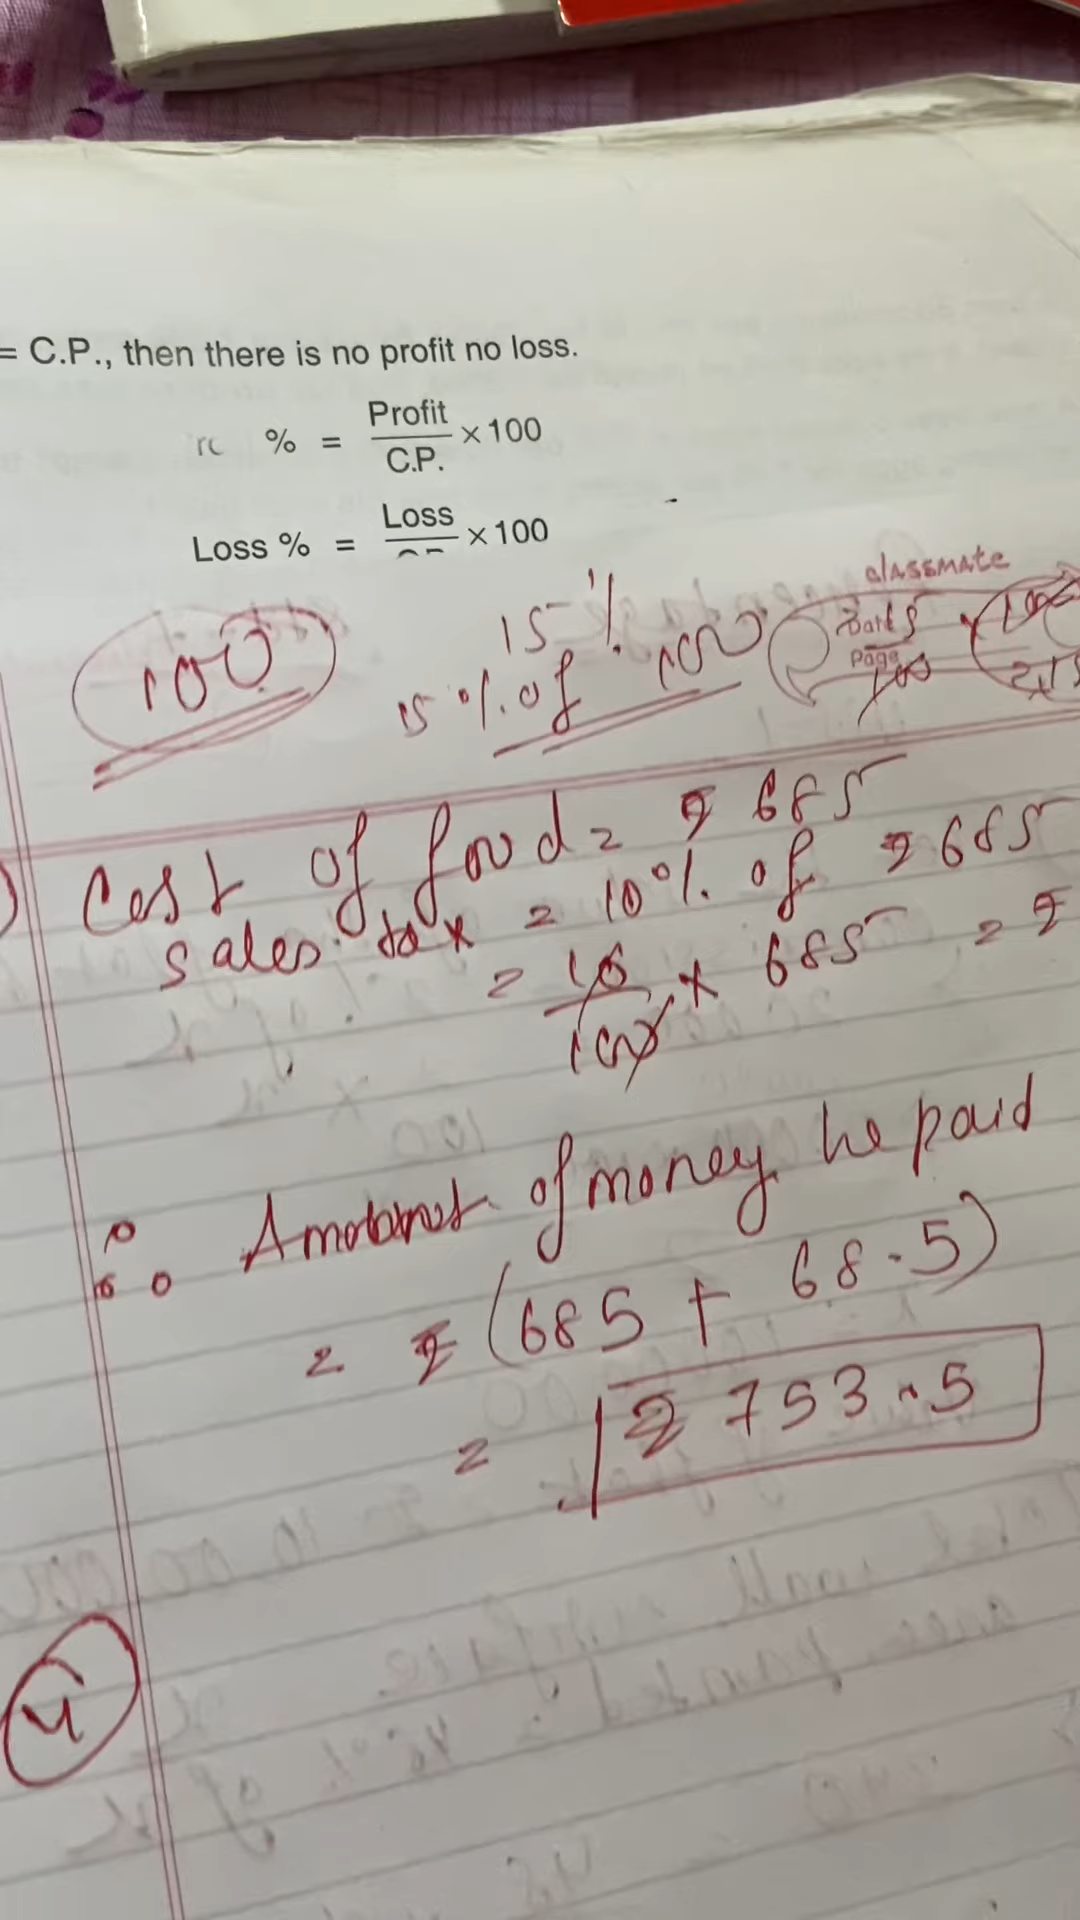 = C.P., then there is no profit no loss.
% = Profit/C.P. × 100
Loss % = Loss/ × 100
classmate
15%
100
15% of 100
Page
100
Cost of food = ₹ 685
sales tax = 10% of ₹ 685
= 10/100 × 685 = ₹
∴ Amount of money he paid
= ₹ (685 + 68.5)
= ₹ 753.5
4